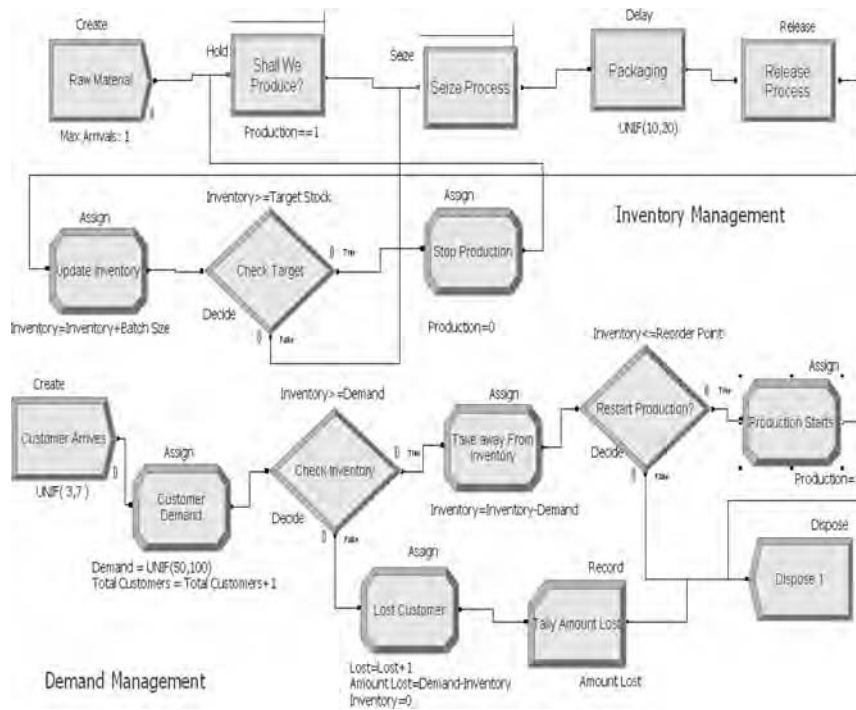 Create
Hold
Shall We
Produce?
Seize
Delay
Release
Raw Material
Seize Process
Packaging
Release
Process
Max Arrivals: 1
Production==1
UNIF(10,20)
Inventory>=Target Stock
Assign
Assign
Inventory Management
Update Inventory
Check Target
True
Stop Production
Decide
False
Inventory=Inventory+Batch Size
Production=0
Inventory<=Reorder Point
Create
Inventory>=Demand
Assign
Assign
Customer Arrives
Assign
Check Inventory
True
Take away From
Inventory
Restart Production?
True
Production Starts
UNIF( 3,7 )
Customer
Demand
Decide
False
Inventory=Inventory-Demand
Decide
False
Production=
Demand = UNIF(50,100)
Total Customers = Total Customers+1
Assign
Record
Dispose
Lost Customer
Tally Amount Lost
Dispose 1
Lost=Lost+1
Amount Lost=Demand-Inventory
Inventory=0
Amount Lost
Demand Management